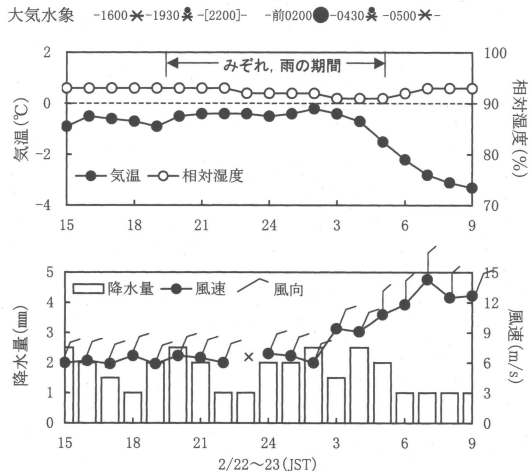 大気水象 -1600 -1930 -[2200]- -前0200 -0430 -0500 -
みぞれ，雨の期間
気温(℃)
2
0
-2
-4
相対湿度(%)
100
90
80
70
気温 相対湿度
15 18 21 24 3 6 9
降水量(mm)
5
4
3
2
1
0
風速(m/s)
15
12
9
6
3
0
降水量 風速 風向
×
15 18 21 24 3 6 9
2/22～23(JST)